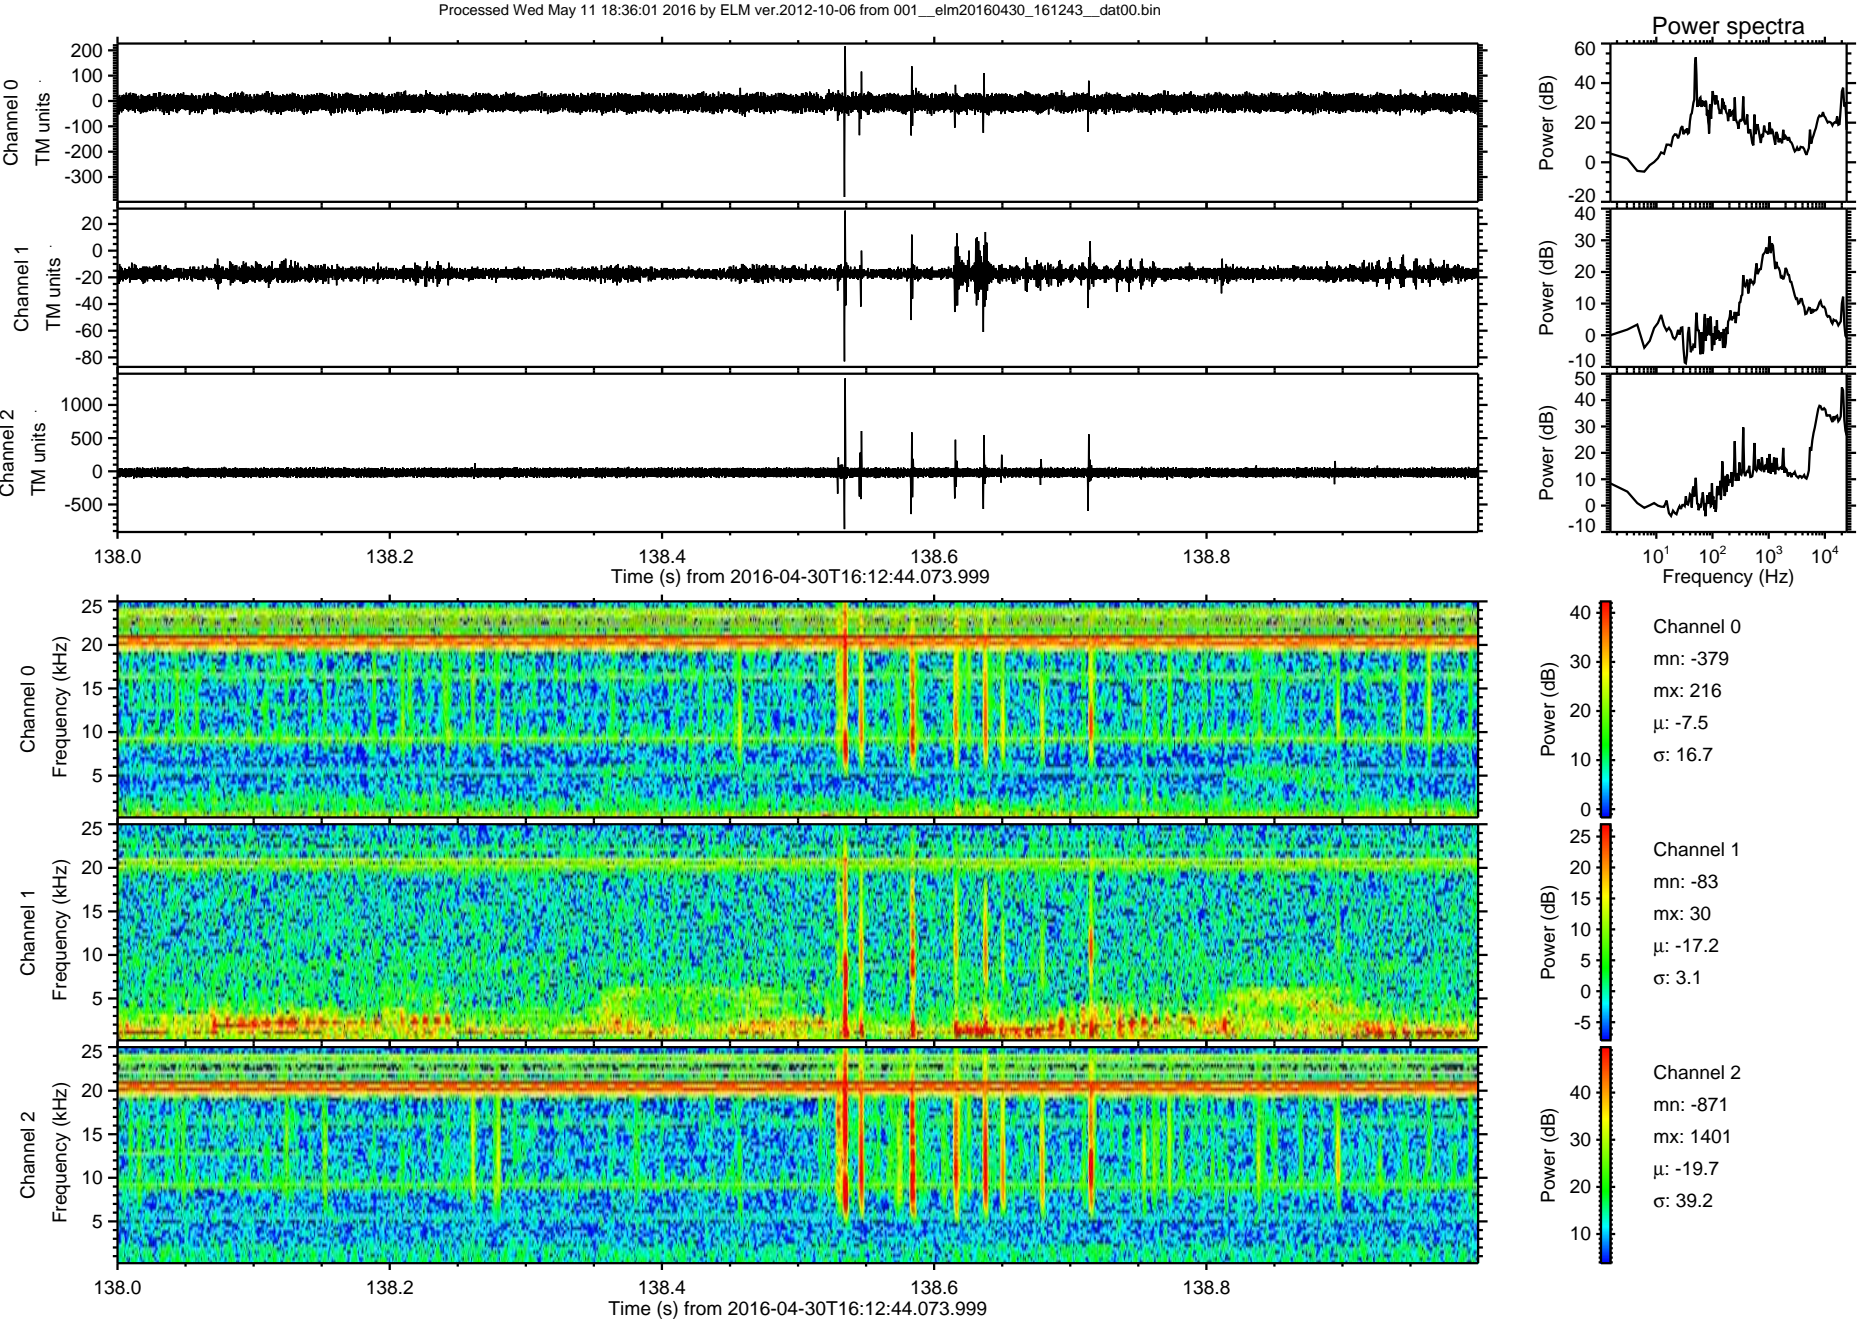 Processed Wed May 11 18:36:01 2016 by ELM ver.2012-10-06 from 001__elm20160430_161243__dat00.bin
Power spectra
Channel 0
TM units
200
100
0
-100
-200
-300
Power (dB)
60
40
20
0
-20
Channel 1
TM units
20
0
-20
-40
-60
-80
Power (dB)
40
30
20
10
0
-10
Channel 2
TM units
1000
500
0
-500
Power (dB)
50
40
30
20
10
0
-10
138.0 138.2 138.4 138.6 138.8
Time (s) from 2016-04-30T16:12:44.073.999
10^1 10^2 10^3 10^4
Frequency (Hz)
Channel 0
Frequency (kHz)
25
20
15
10
5
Power (dB)
40
30
20
10
0
Channel 0
mn: -379
mx: 216
µ: -7.5
σ: 16.7
Channel 1
Frequency (kHz)
25
20
15
10
5
Power (dB)
25
20
15
10
5
0
-5
Channel 1
mn: -83
mx: 30
µ: -17.2
σ: 3.1
Channel 2
Frequency (kHz)
25
20
15
10
5
Power (dB)
40
30
20
10
Channel 2
mn: -871
mx: 1401
µ: -19.7
σ: 39.2
138.0 138.2 138.4 138.6 138.8
Time (s) from 2016-04-30T16:12:44.073.999